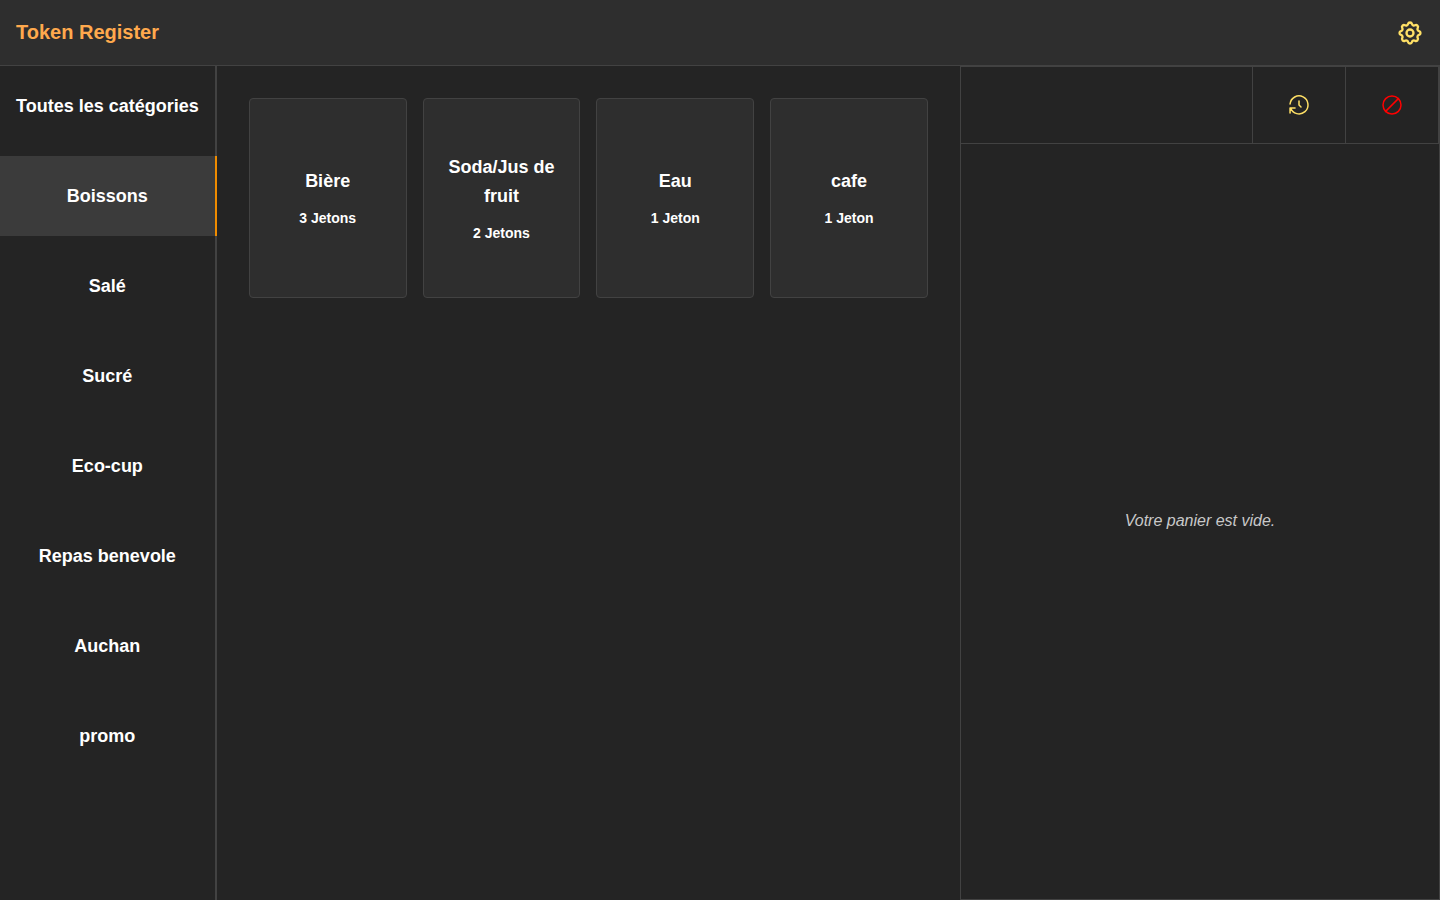 Token Register
Toutes les catégories
Boissons
Salé
Sucré
Eco-cup
Repas benevole
Auchan
promo
Bière
3 Jetons
Soda/Jus de
fruit
2 Jetons
Eau
1 Jeton
cafe
1 Jeton
Votre panier est vide.